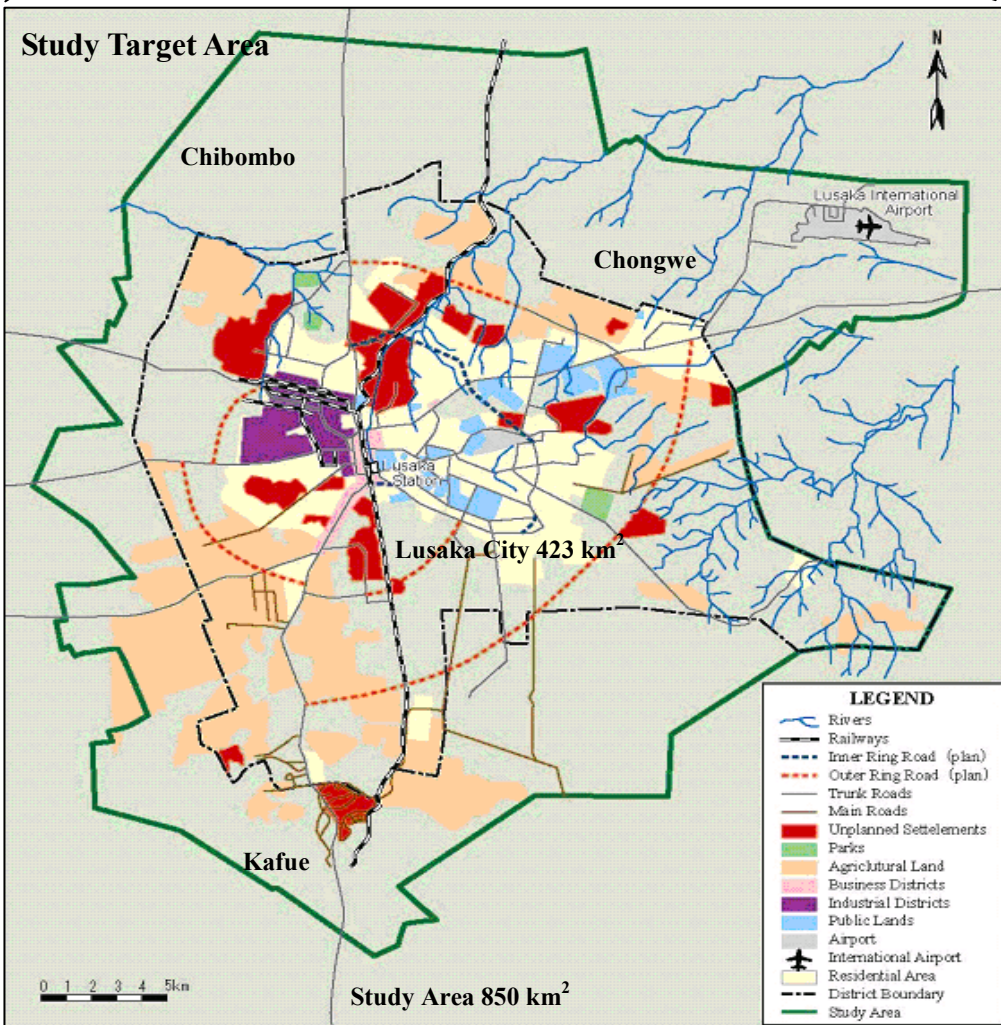 Study Target Area
N
Chibombo
Lusaka International
Airport
Chongwe
Lusaka
Station
Lusaka City 423 km²
Kafue
0 1 2 3 4 5km
Study Area 850 km²
LEGEND
Rivers
Railways
Inner Ring Road (plan)
Outer Ring Road (plan)
Trunk Roads
Main Roads
Unplanned Settelements
Parks
Agriclutural Land
Business Districts
Industrial Districts
Public Lands
Airport
International Airport
Residential Area
District Boundary
Study Area